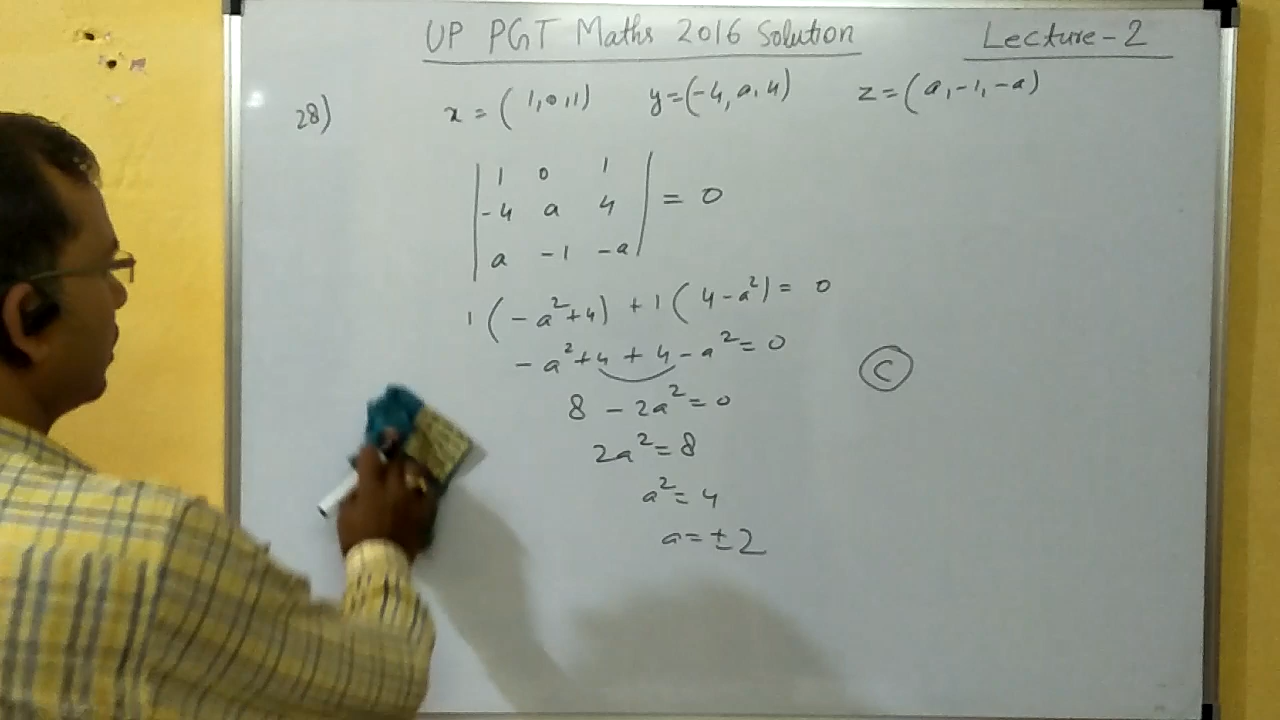 UP PGT Maths 2016 Solution Lecture-2
28) x = (1,0,1) y=(-4, a, 4) z=(a,-1,-a)
| 1 0 1 |
| -4 a 4 | = 0
| a -1 -a |
1(-a²+4) +1(4-a²)= 0
-a²+4+4-a²=0
C
8-2a²=0
2a²=8
a²=4
a=±2